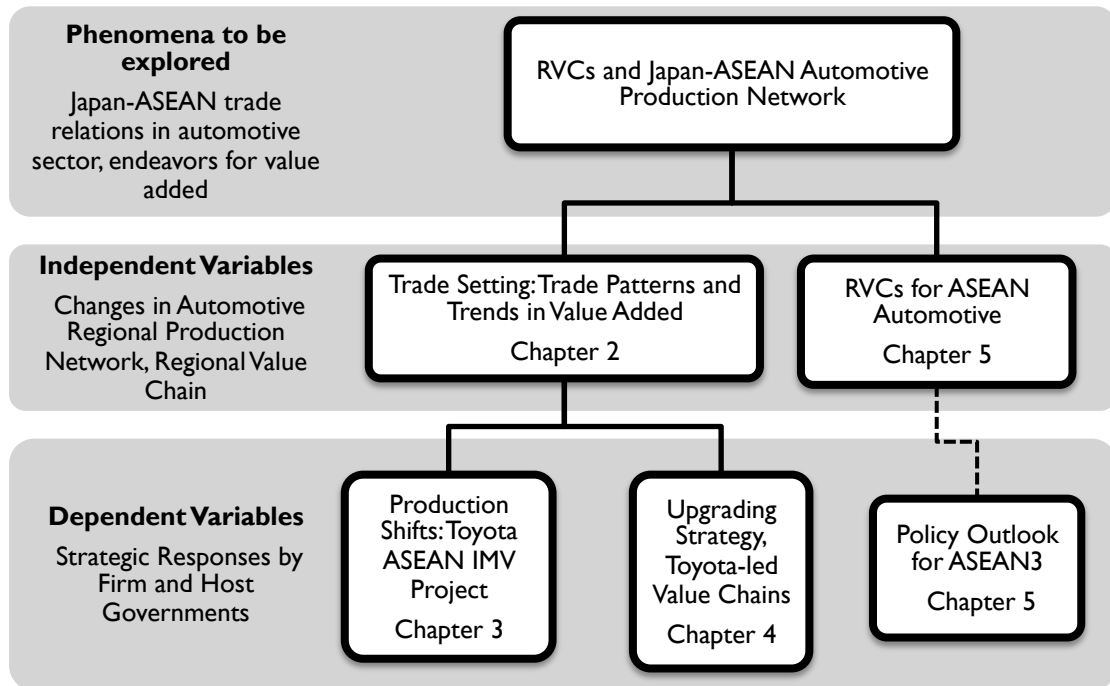 Phenomena to be
explored
Japan-ASEAN trade
relations in automotive
sector, endeavors for value
added
RVCs and Japan-ASEAN Automotive
Production Network
Independent Variables
Changes in Automotive
Regional Production
Network, Regional Value
Chain
Trade Setting: Trade Patterns and
Trends in Value Added
Chapter 2
RVCs for ASEAN
Automotive
Chapter 5
Dependent Variables
Strategic Responses by
Firm and Host
Governments
Production
Shifts: Toyota
ASEAN IMV
Project
Chapter 3
Upgrading
Strategy,
Toyota-led
Value Chains
Chapter 4
Policy Outlook
for ASEAN3
Chapter 5